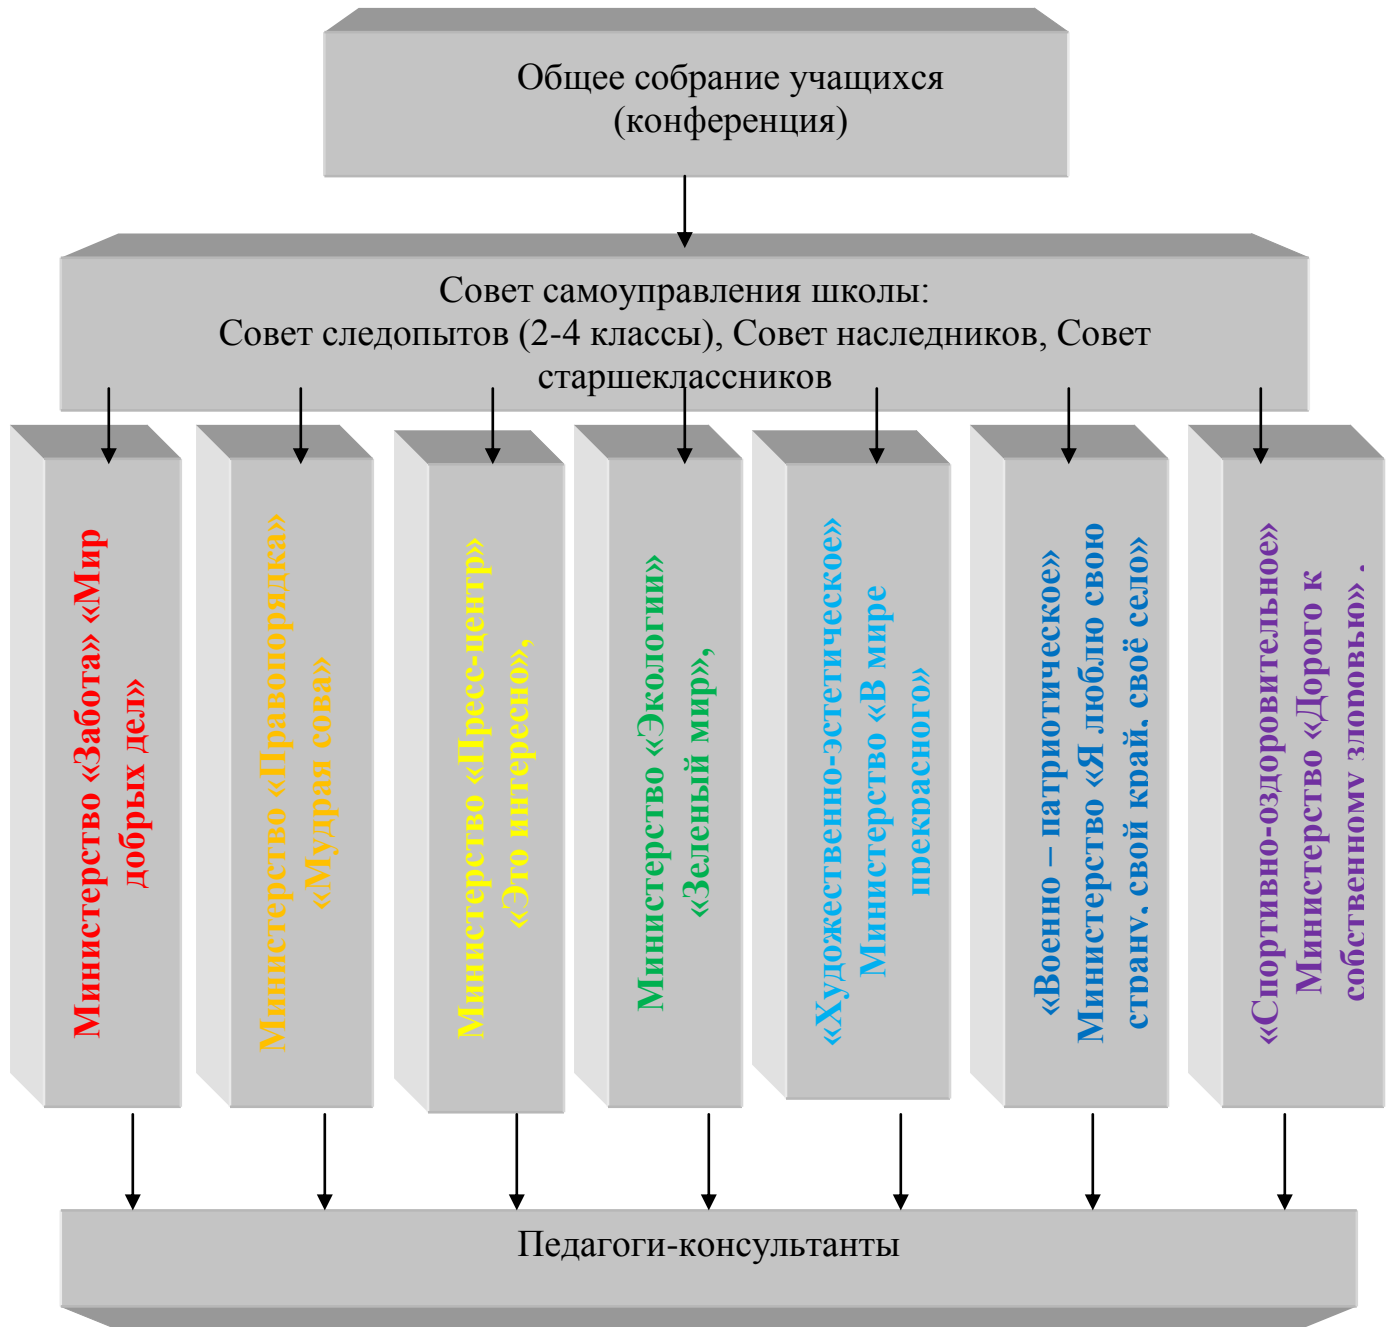 Общее собрание учащихся
(конференция)
Совет самоуправления школы:
Совет следопытов (2-4 классы), Совет наследников, Совет
старшеклассников
Министерство «Забота» «Мир
добрых дел»
Министерство «Правопорядка»
«Мудрая сова»
Министерство «Пресс-центр»
«Это интересно»,
Министерство «Экологии»
«Зеленый мир»,
«Художественно-эстетическое»
Министерство «В мире
прекрасного»
«Военно – патриотическое»
Министерство «Я люблю свою
страну, свой край, своё село»
«Спортивно-оздоровительное»
Министерство «Дорого к
собственному здоровью» .
Педагоги-консультанты